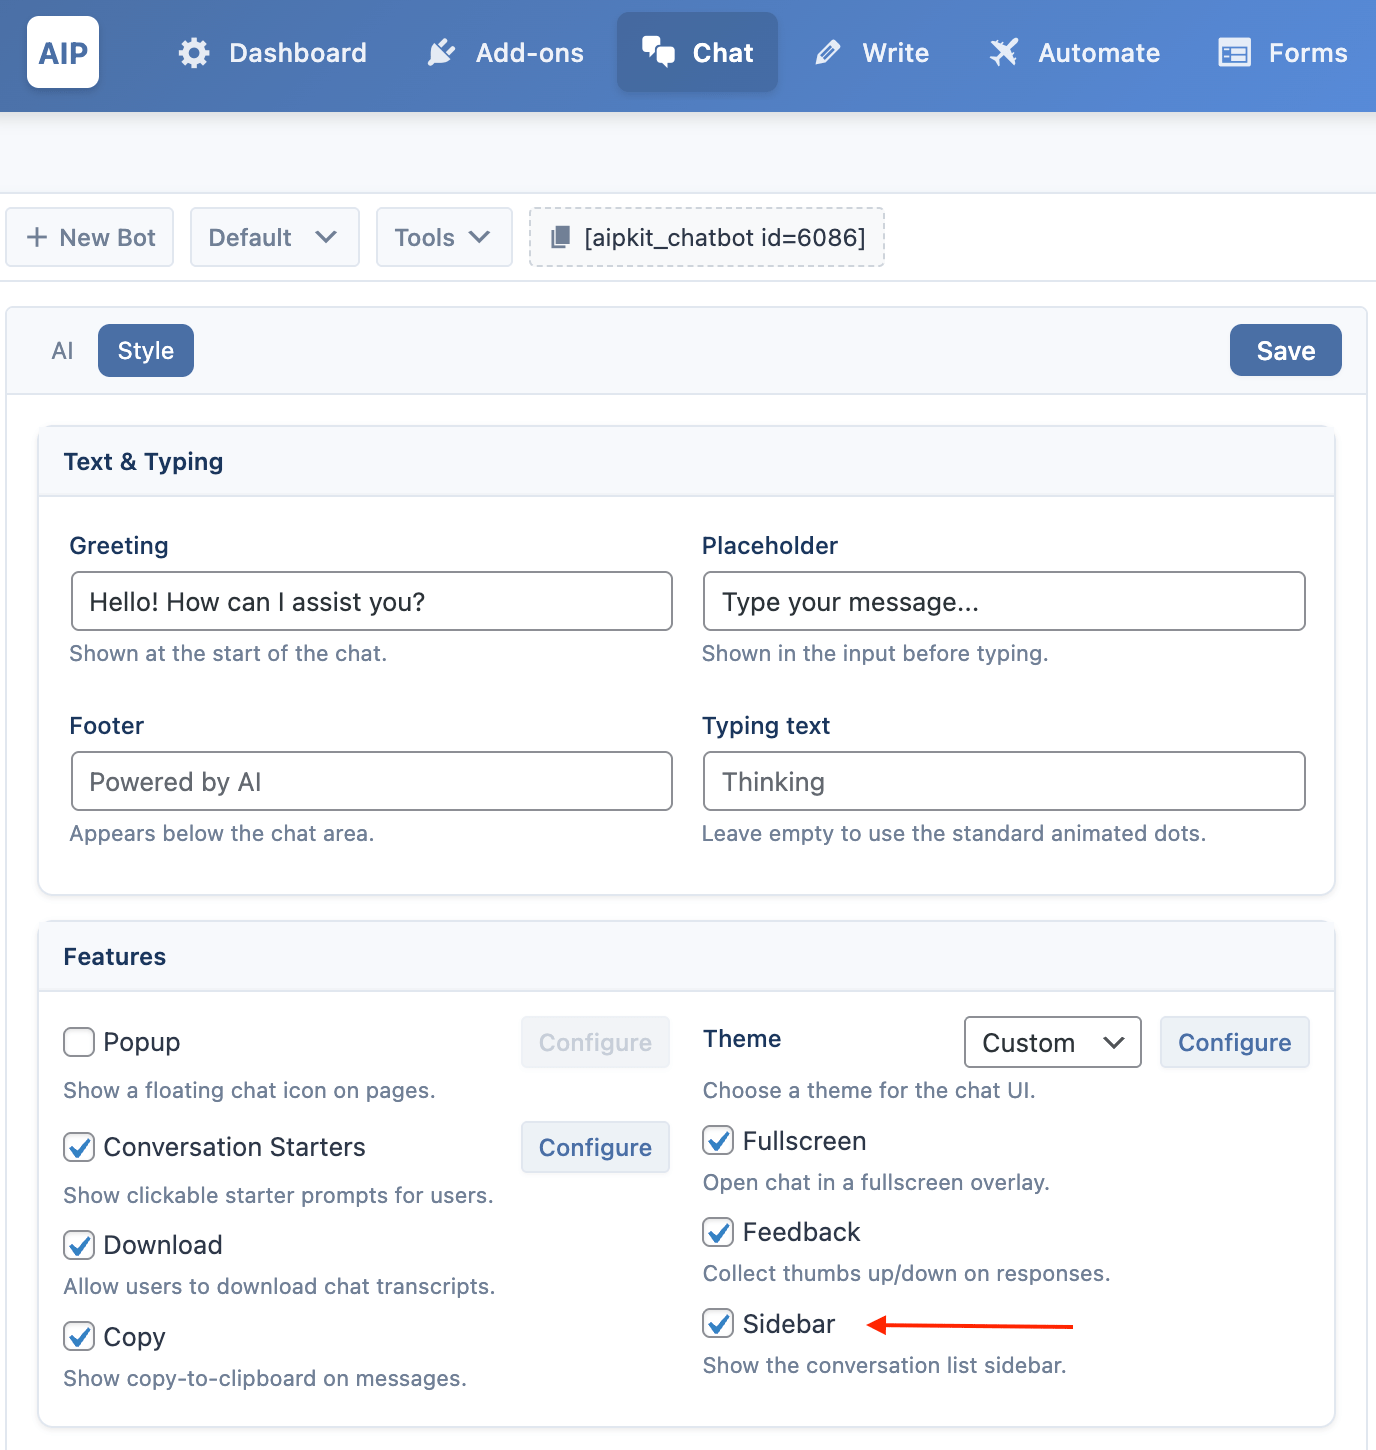 AIP
Dashboard
Add-ons
Chat
Write
Automate
Forms
New Bot
Default
Tools
[aipkit_chatbot id=6086]
AI
Style
Save
Text & Typing
Greeting
Hello! How can I assist you?
Shown at the start of the chat.
Placeholder
Type your message...
Shown in the input before typing.
Footer
Powered by AI
Appears below the chat area.
Typing text
Thinking
Leave empty to use the standard animated dots.
Features
Popup
Configure
Show a floating chat icon on pages.
Conversation Starters
Configure
Show clickable starter prompts for users.
Download
Allow users to download chat transcripts.
Copy
Show copy-to-clipboard on messages.
Theme
Custom
Configure
Choose a theme for the chat UI.
Fullscreen
Open chat in a fullscreen overlay.
Feedback
Collect thumbs up/down on responses.
Sidebar
Show the conversation list sidebar.